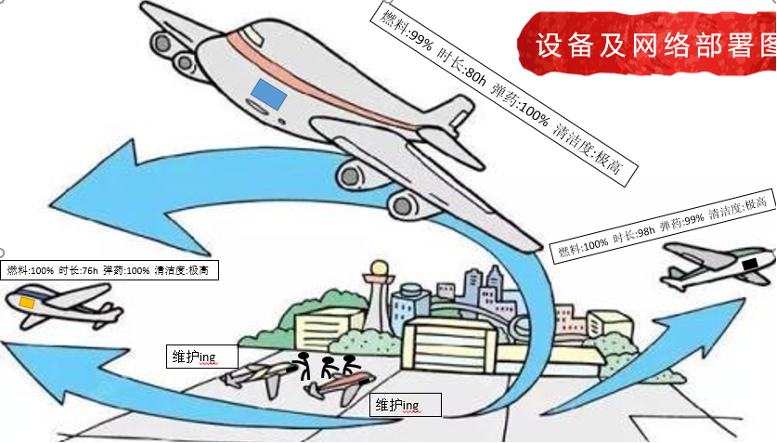 设备及网络部署图
燃料:99% 时长:80h 弹药:100% 清洁度:极高
燃料:100% 时长:98h 弹药:99% 清洁度:极高
燃料:100% 时长:76h 弹药:100% 清洁度:极高
维护ing
维护ing